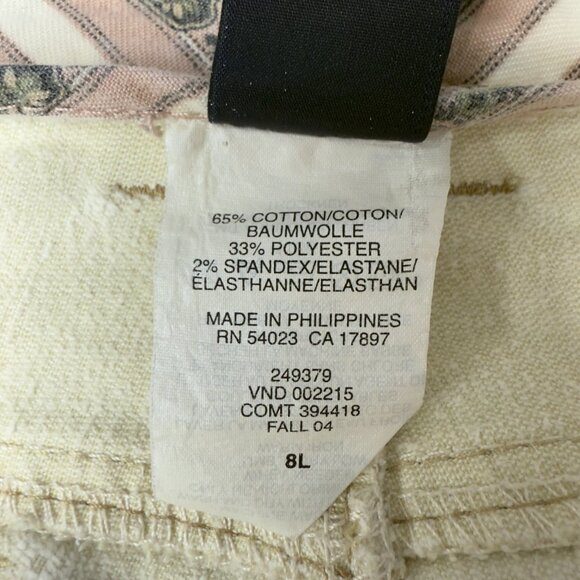 65% COTTON/COTON/
BAUMWOLLE
33% POLYESTER
2% SPANDEX/ELASTANE/
ÉLASTHANNE/ELASTHAN
MADE IN PHILIPPINES
RN 54023 CA 17897
249379
VND 002215
COMT 394418
FALL 04
8L